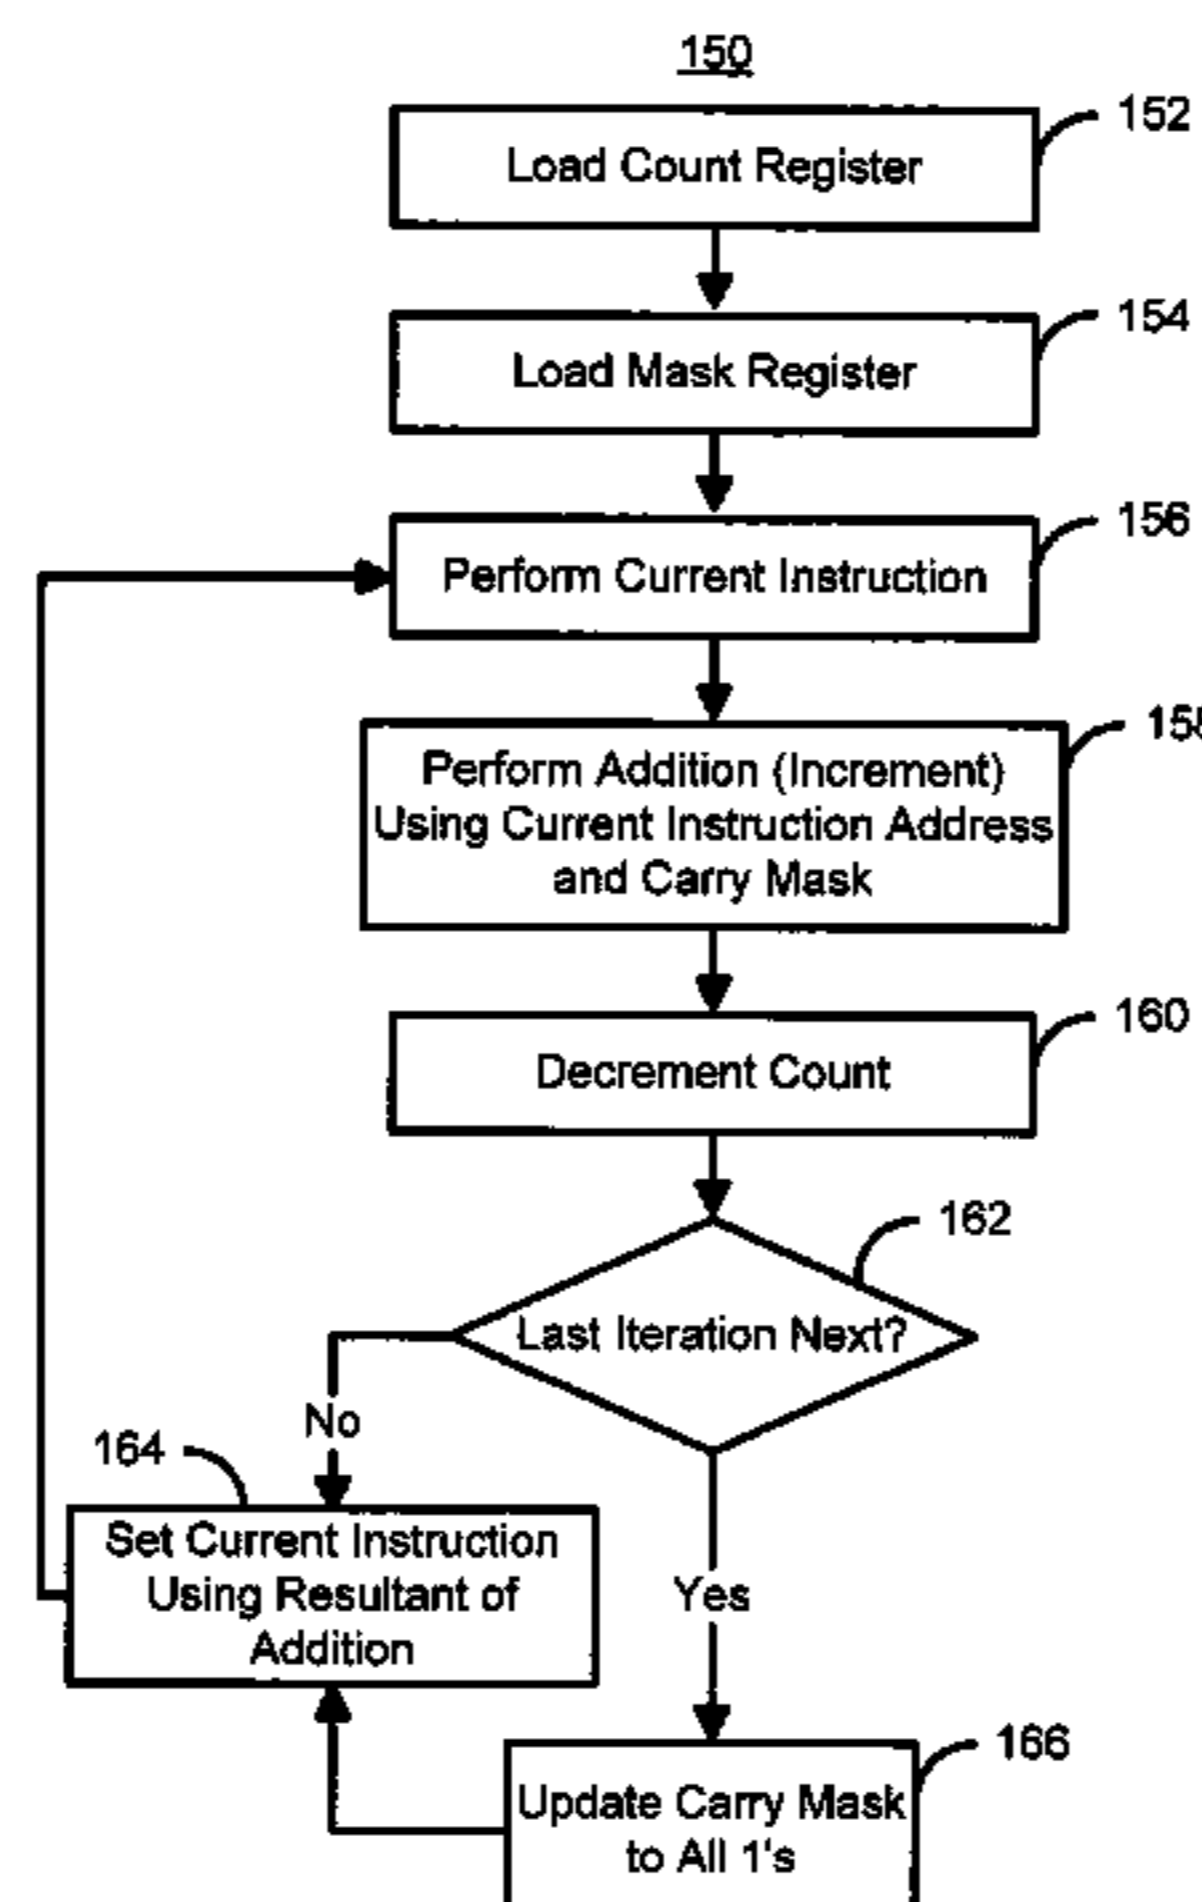 150
152
Load Count Register
154
Load Mask Register
156
Perform Current Instruction
Perform Addition (Increment)
Using Current Instruction Address
and Carry Mask
160
Decrement Count
162
Last Iteration Next?
No
164
Set Current Instruction
Using Resultant of
Addition
Yes
166
Update Carry Mask
to All 1's